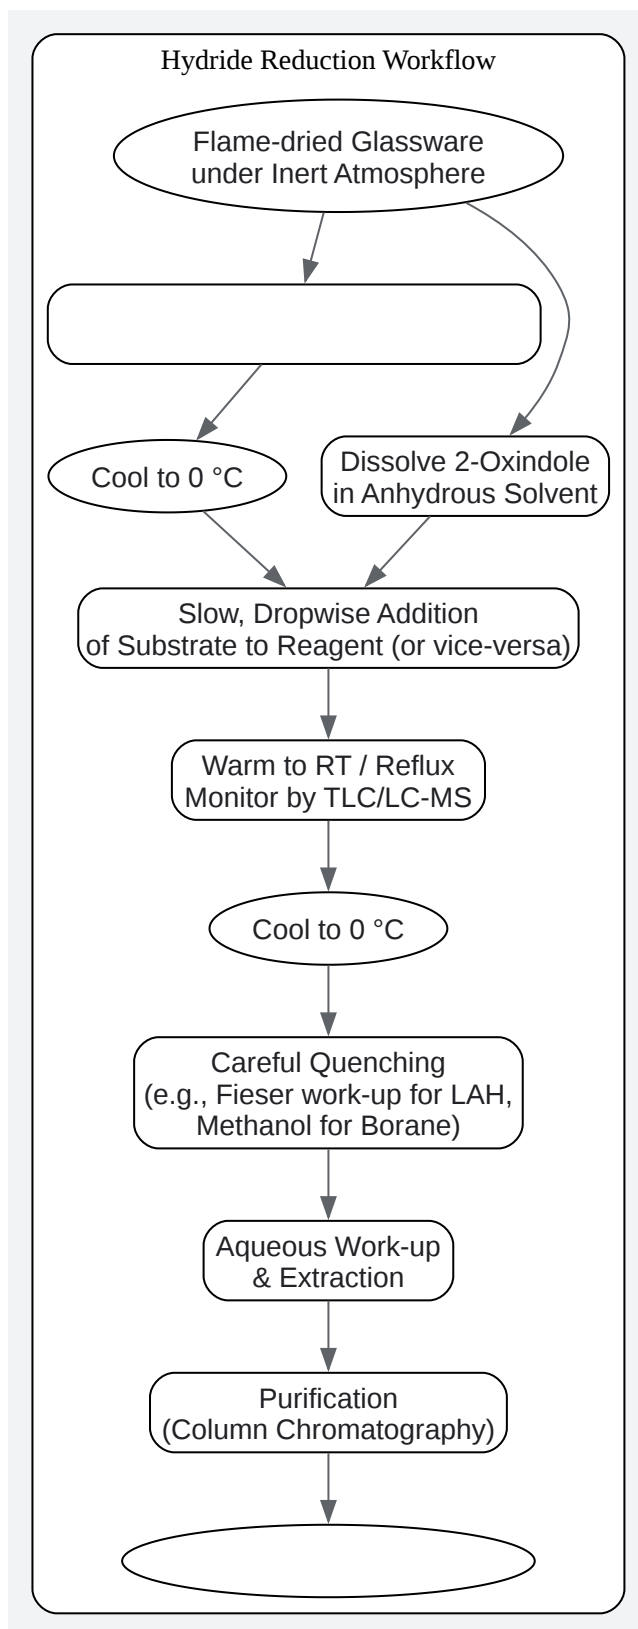 Hydride Reduction Workflow
Flame-dried Glassware
under Inert Atmosphere
Cool to 0 °C
Dissolve 2-Oxindole
in Anhydrous Solvent
Slow, Dropwise Addition
of Substrate to Reagent (or vice-versa)
Warm to RT / Reflux
Monitor by TLC/LC-MS
Cool to 0 °C
Careful Quenching
(e.g., Fieser work-up for LAH,
Methanol for Borane)
Aqueous Work-up
& Extraction
Purification
(Column Chromatography)